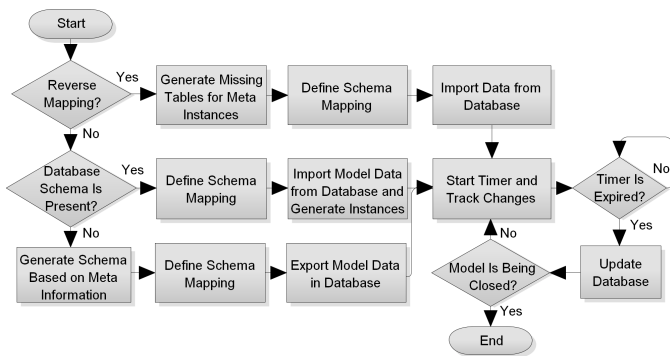 Start
Reverse
Mapping?
Yes
Generate Missing
Tables for Meta
Instances
Define Schema
Mapping
Import Data from
Database
No
Database
Schema Is
Present?
Yes
Define Schema
Mapping
Import Model Data
from Database and
Generate Instances
Start Timer and
Track Changes
Timer Is
Expired?
No
Yes
No
Generate Schema
Based on Meta
Information
Define Schema
Mapping
Export Model Data
in Database
No
Model Is Being
Closed?
Update
Database
Yes
End